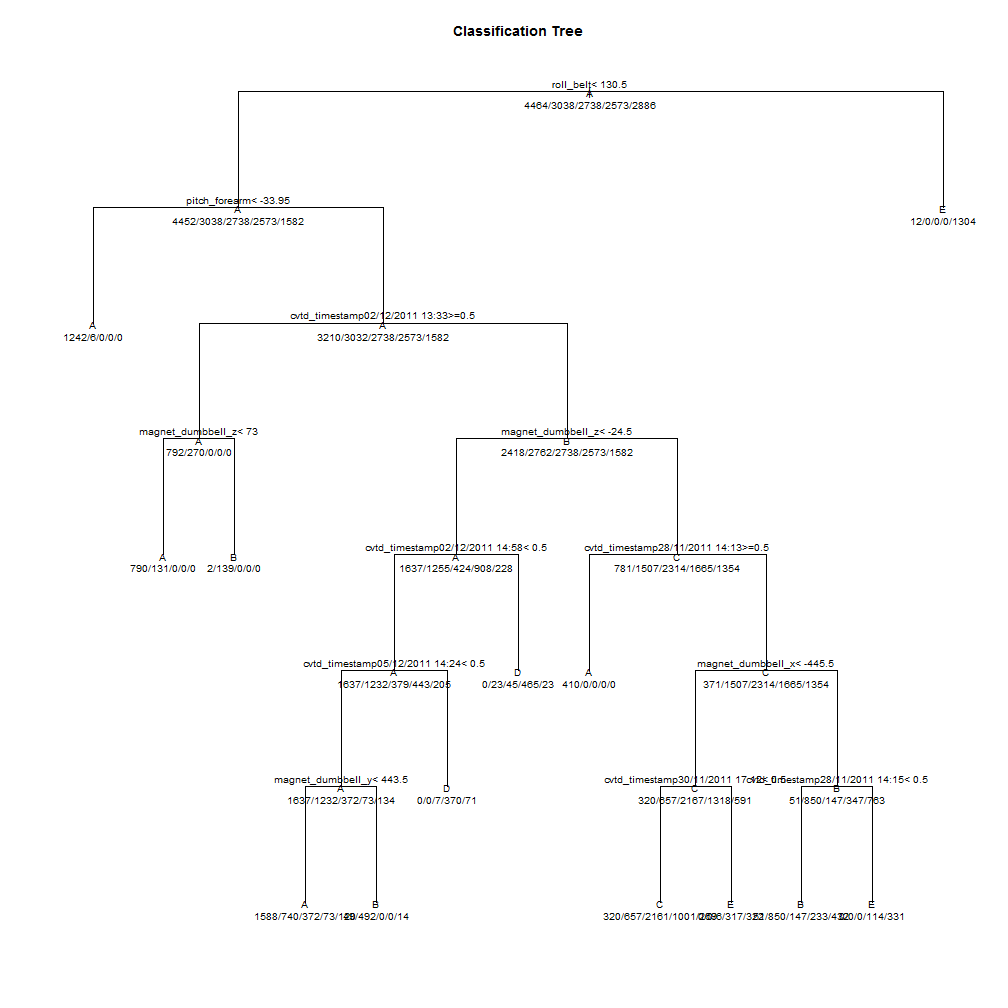 Classification Tree
roll_belt< 130.5
A
4464/3038/2738/2573/2886
pitch_forearm< -33.95
A
4452/3038/2738/2573/1582
E
12/0/0/0/1304
A
1242/6/0/0/0
cvtd_timestamp02/12/2011 13:33>=0.5
A
3210/3032/2738/2573/1582
magnet_dumbbell_z< 73
A
792/270/0/0/0
magnet_dumbbell_z< -24.5
B
2418/2762/2738/2573/1582
A
790/131/0/0/0
B
2/139/0/0/0
cvtd_timestamp02/12/2011 14:58< 0.5
A
1637/1255/424/908/228
cvtd_timestamp28/11/2011 14:13>=0.5
C
781/1507/2314/1665/1354
cvtd_timestamp05/12/2011 14:24< 0.5
A
1637/1232/379/443/205
D
0/23/45/465/23
A
410/0/0/0/0
magnet_dumbbell_x< -445.5
C
371/1507/2314/1665/1354
magnet_dumbbell_y< 443.5
A
1637/1232/372/73/134
D
0/0/7/370/71
cvtd_timestamp30/11/2011 17:12< 0.5
C
320/657/2167/1318/591
cvtd_timestamp28/11/2011 14:15< 0.5
B
51/850/147/347/763
A
1588/740/372/73/120
B
49/492/0/0/14
C
320/657/2161/1001/269
E
0/0/6/317/322
B
51/850/147/233/432
E
0/0/0/114/331